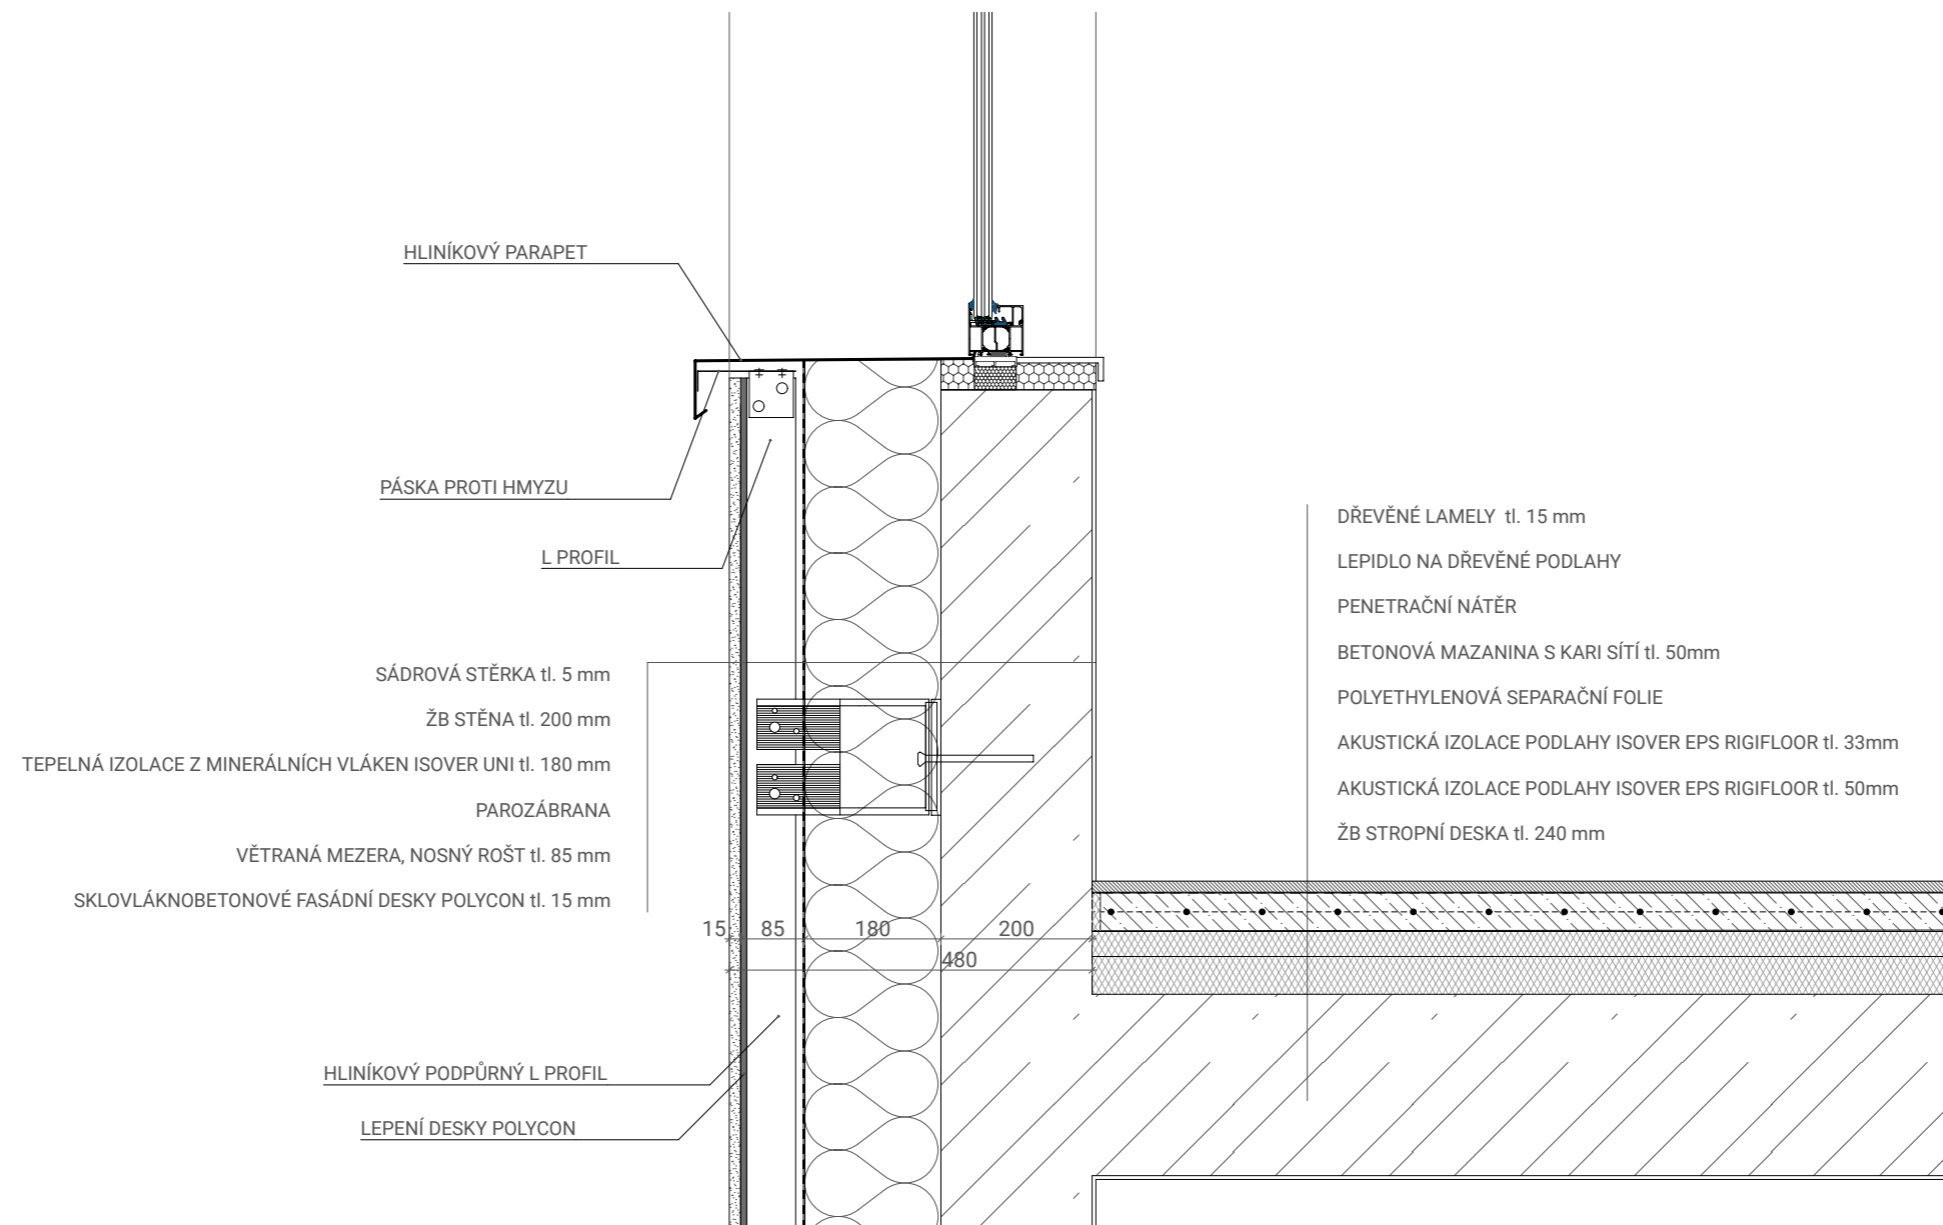 HLINÍKOVÝ PARAPET
PÁSKA PROTI HMYZU
L PROFIL
SÁDROVÁ STĚRKA tl. 5 mm
ŽB STĚNA tl. 200 mm
TEPELNÁ IZOLACE Z MINERÁLNÍCH VLÁKEN ISOVER UNI tl. 180 mm
PAROZÁBRANA
VĚTRANÁ MEZERA, NOSNÝ ROŠT tl. 85 mm
SKLOVLÁKNOBETONOVÉ FASÁDNÍ DESKY POLYCON tl. 15 mm
15 85 180 200
480
HLINÍKOVÝ PODPŮRNÝ L PROFIL
LEPENÍ DESKY POLYCON
DŘEVĚNÉ LAMELY tl. 15 mm
LEPIDLO NA DŘEVĚNÉ PODLAHY
PENETRAČNÍ NÁTĚR
BETONOVÁ MAZANINA S KARI SÍTÍ tl. 50mm
POLYETHYLENOVÁ SEPARAČNÍ FOLIE
AKUSTICKÁ IZOLACE PODLAHY ISOVER EPS RIGIFLOOR tl. 33mm
AKUSTICKÁ IZOLACE PODLAHY ISOVER EPS RIGIFLOOR tl. 50mm
ŽB STROPNÍ DESKA tl. 240 mm